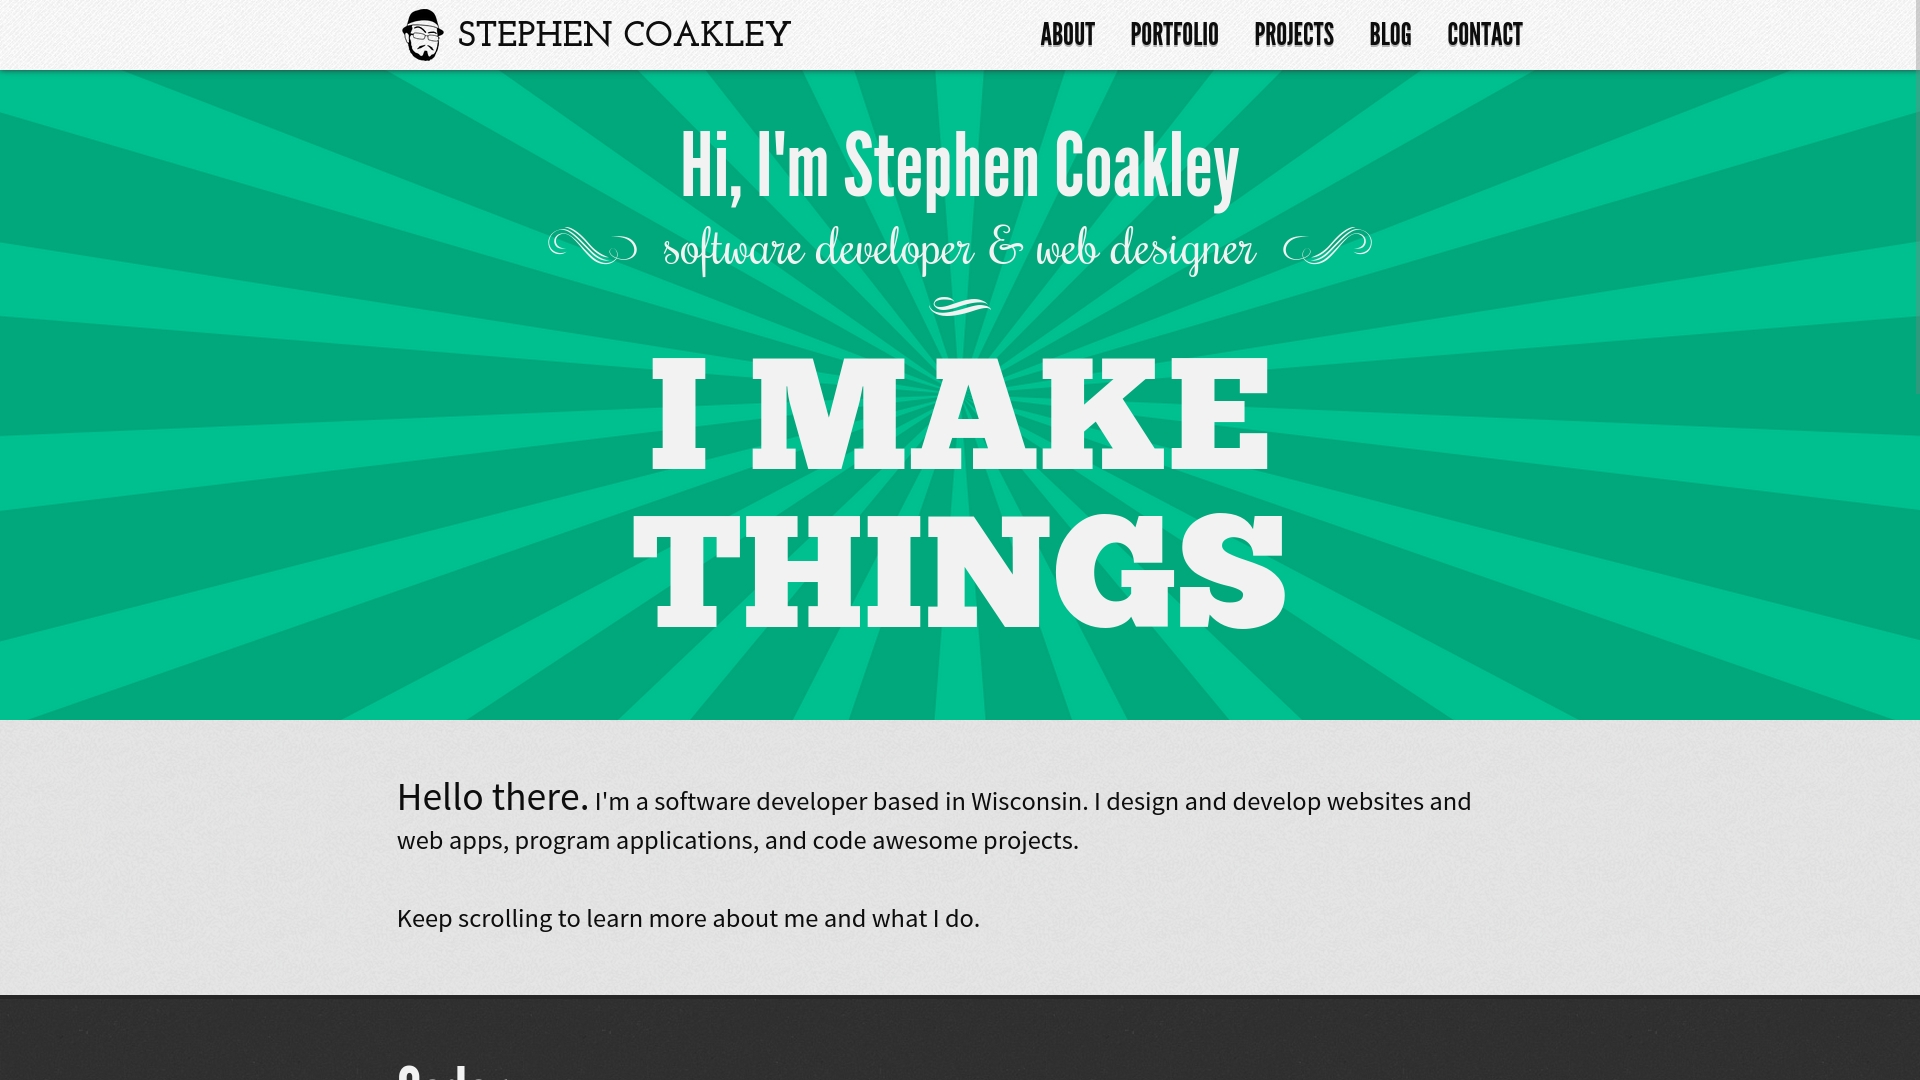 STEPHEN COAKLEY
ABOUT PORTFOLIO PROJECTS BLOG CONTACT
Hi, I'm Stephen Coakley
software developer & web designer
I MAKE
THINGS
Hello there. I'm a software developer based in Wisconsin. I design and develop websites and
web apps, program applications, and code awesome projects.
Keep scrolling to learn more about me and what I do.